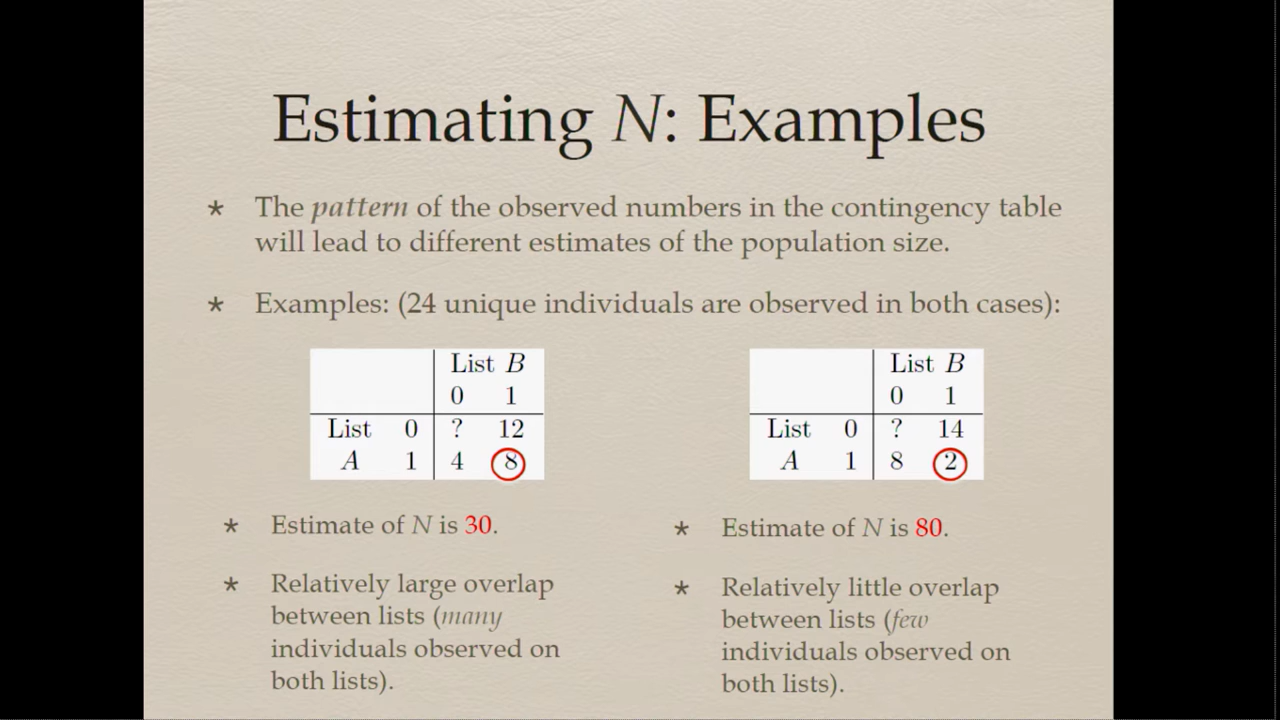 Estimating N: Examples
* The pattern of the observed numbers in the contingency table
will lead to different estimates of the population size.
* Examples: (24 unique individuals are observed in both cases):
List B
0 1
List 0 ? 12
A 1 4 8
List B
0 1
List 0 ? 14
A 1 8 2
* Estimate of N is 30.
* Relatively large overlap
between lists (many
individuals observed on
both lists).
* Estimate of N is 80.
* Relatively little overlap
between lists (few
individuals observed on
both lists).